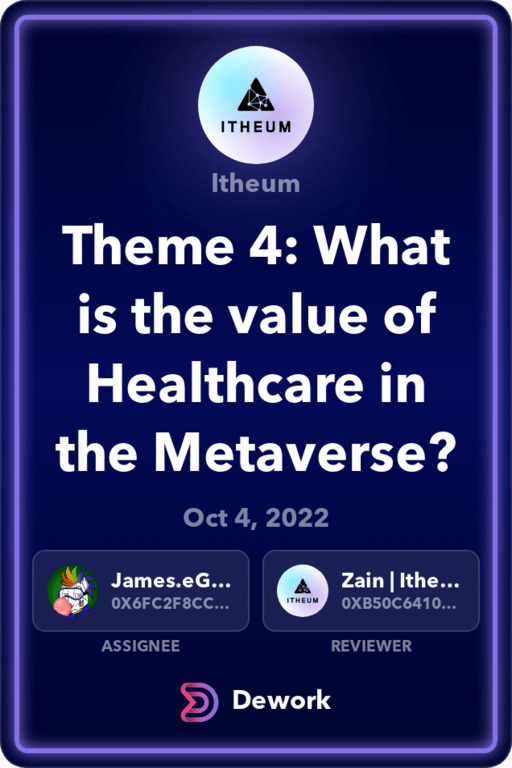 ITHEUM
Itheum
Theme 4: What
is the value of
Healthcare in
the Metaverse?
Oct 4, 2022
James.eG...
0X6FC2F8CC...
ASSIGNEE
ITHEUM
Zain | Ithe...
0XB50C6410...
REVIEWER
Dework